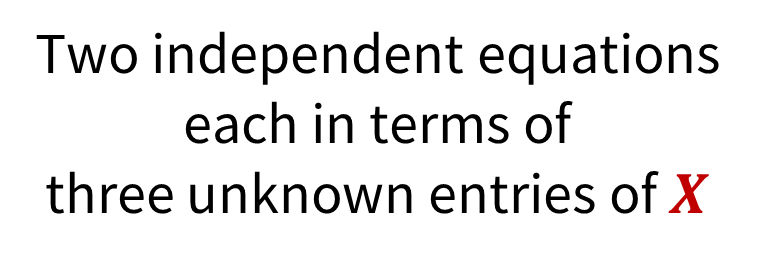 Two independent equations
each in terms of
three unknown entries of X